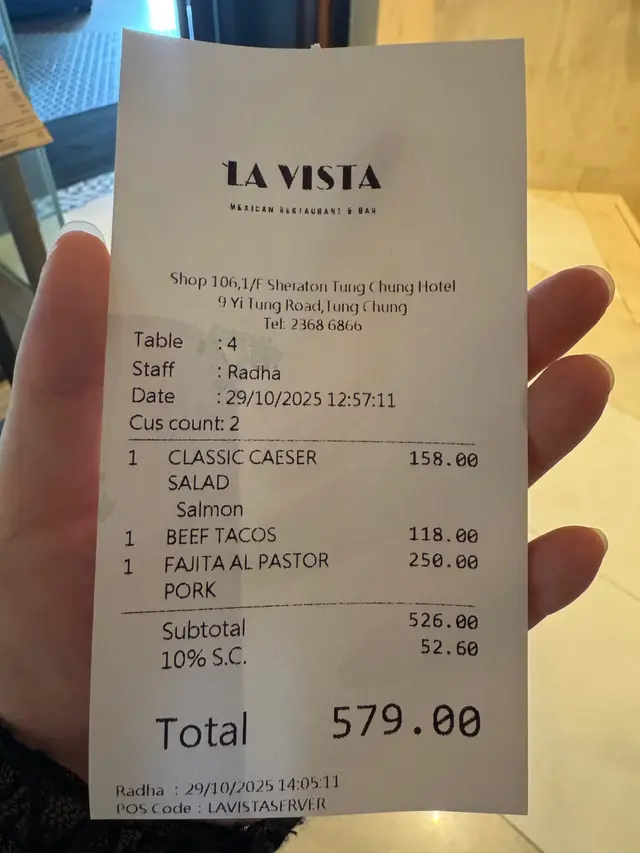 LA VISTA
MEXICAN RESTAURANT & BAR
Shop 106,1/F Sheraton Tung Chung Hotel
9 Yi Tung Road,Tung Chung
Tel: 2368 6866
Table : 4
Staff : Radha
Date : 29/10/2025 12:57:11
Cus count: 2
1 CLASSIC CAESER 158.00
SALAD
Salmon
1 BEEF TACOS 118.00
1 FAJITA AL PASTOR 250.00
PORK
Subtotal 526.00
10% S.C. 52.60
Total 579.00
Radha : 29/10/2025 14:05:11
POS Code : LAVISTASERVER